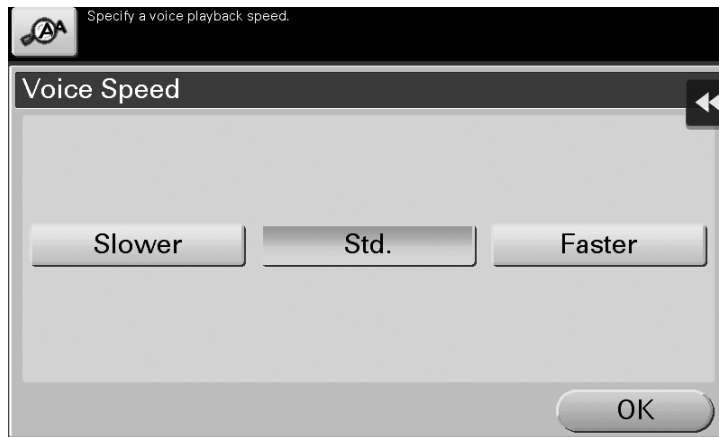 Specify a voice playback speed.
Voice Speed
Slower Std. Faster
OK